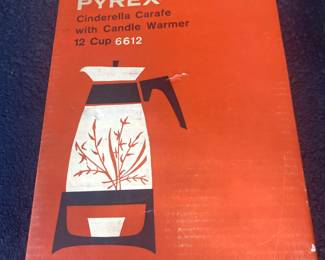 PYREX
Cinderella Carafe
with Candle Warmer
12 Cup 6612